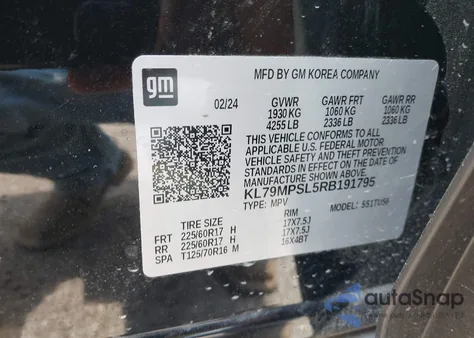 gm
MFD BY GM KOREA COMPANY
02/24 GVWR GAWR FRT GAWR RR
1930 KG 1060 KG 1060 KG
4255 LB 2336 LB 2336 LB
THIS VEHICLE CONFORMS TO ALL
APPLICABLE U.S. FEDERAL MOTOR
VEHICLE SAFETY AND THEFT PREVENTION
STANDARDS IN EFFECT ON THE DATE OF
MANUFACTURE SHOWN ABOVE.
KL79MPSL5RB191795
TYPE: MPV MODEL:
TIRE SIZE RIM
FRT 225/60R17 H 17X7.5J
RR 225/60R17 H 17X7.5J
SPA T125/70R16 M 16X4BT
autoSnap